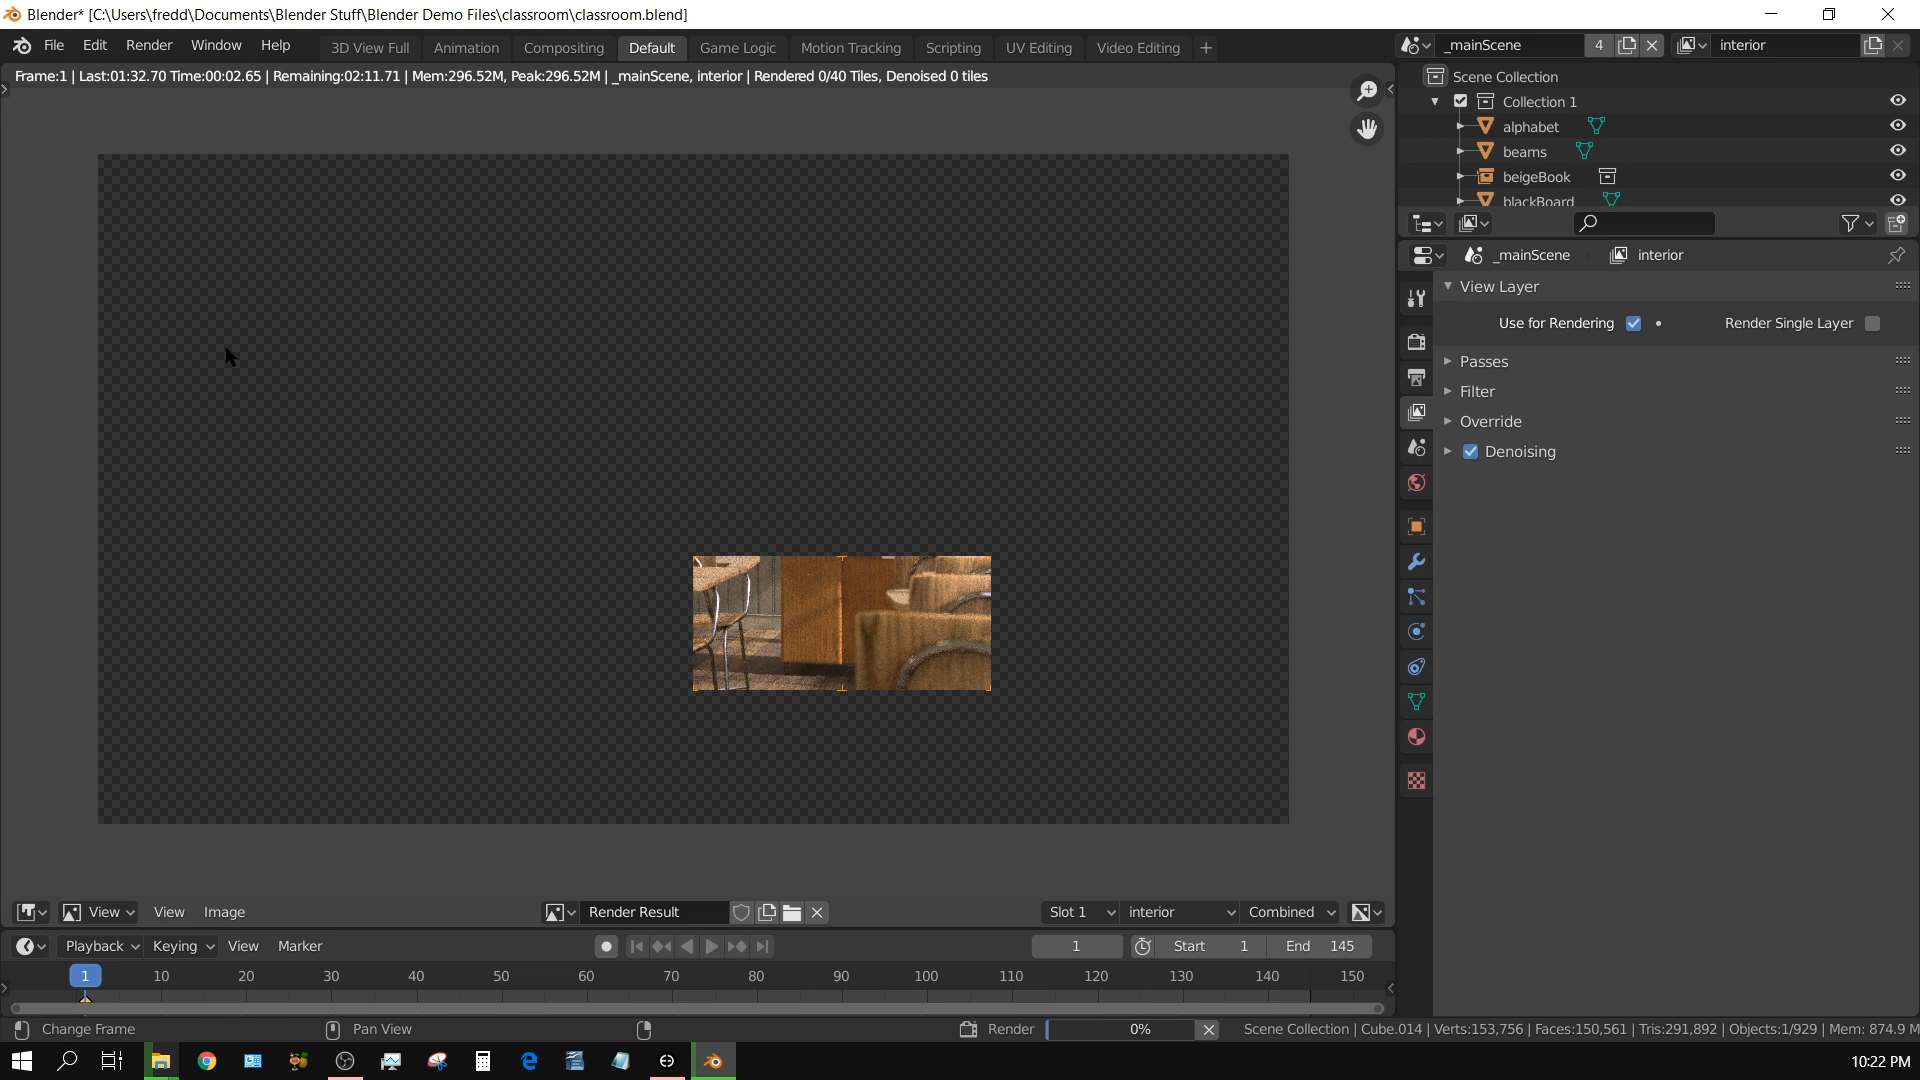 Blender* [C:\Users\fredd\Documents\Blender Stuff\Blender Demo Files\classroom\classroom.blend]
File Edit Render Window Help 3D View Full Animation Compositing Default Game Logic Motion Tracking Scripting UV Editing Video Editing + _mainScene 4 interior
Frame:1 | Last:01:32.70 Time:00:02.65 | Remaining:02:11.71 | Mem:296.52M, Peak:296.52M | _mainScene, interior | Rendered 0/40 Tiles, Denoised 0 tiles
Scene Collection
Collection 1
alphabet
beams
beigeBook
blackBoard
_mainScene interior
View Layer
Use for Rendering Render Single Layer
Passes
Filter
Override
Denoising
View View Image Render Result Slot 1 interior Combined
Playback Keying View Marker 1 Start 1 End 145
1 10 20 30 40 50 60 70 80 90 100 110 120 130 140 150
Change Frame Pan View Render 0% Scene Collection | Cube.014 | Verts:153,756 | Faces:150,561 | Tris:291,892 | Objects:1/929 | Mem: 874.9 M
10:22 PM